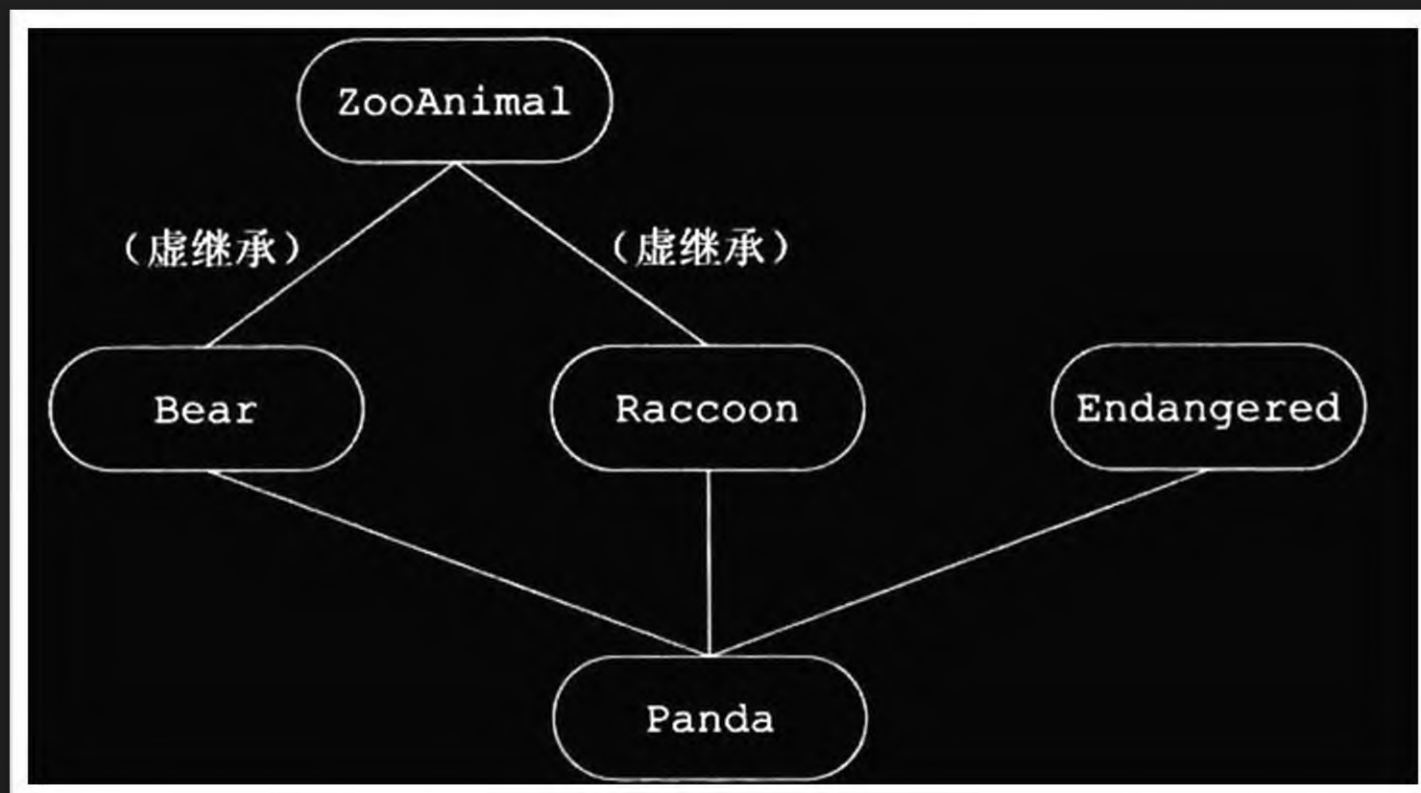 ZooAnimal
（虚继承）
（虚继承）
Bear
Raccoon
Endangered
Panda